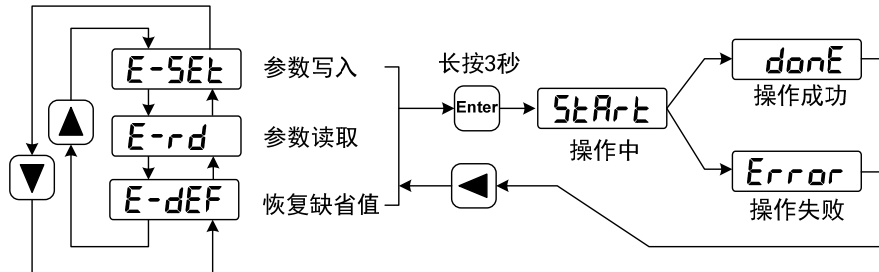 E-SEt
参数写入
E-rd
参数读取
E-dEF
恢复缺省值
长按3秒
Enter
StArt
操作中
donE
操作成功
Error
操作失败